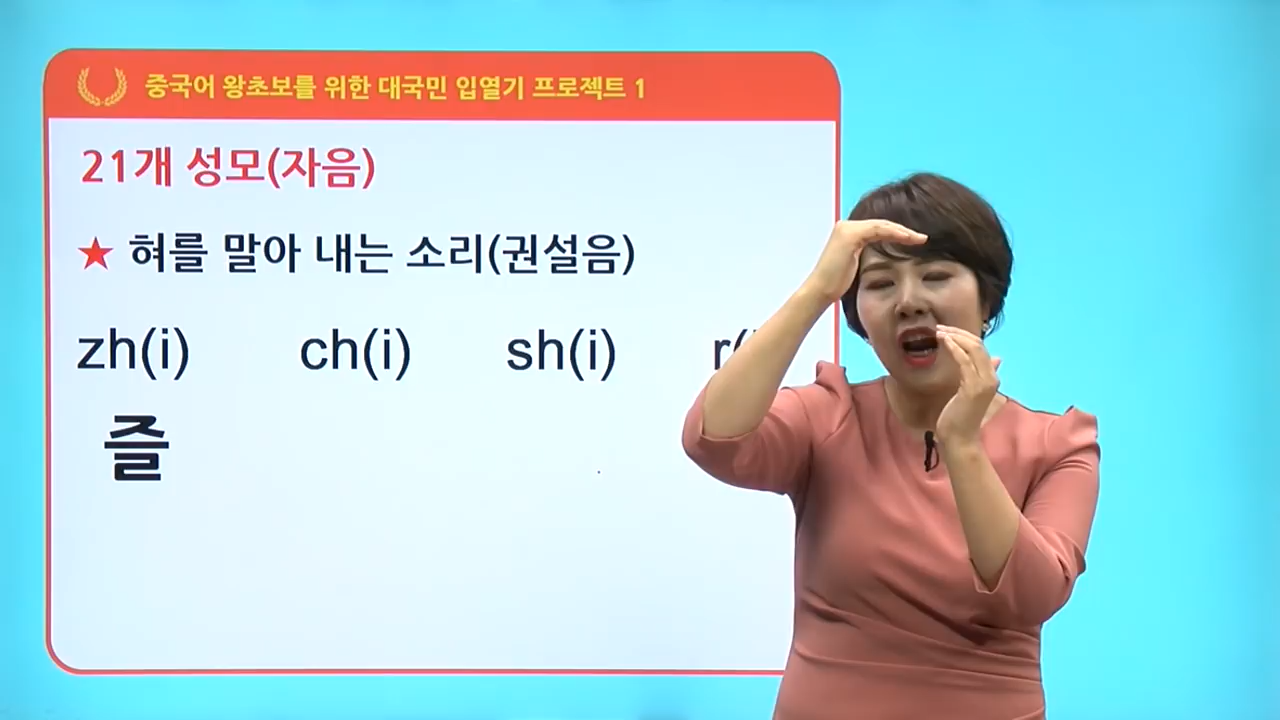 중국어 왕초보를 위한 대국민 입열기 프로젝트 1
21개 성모(자음)
★ 혀를 말아 내는 소리(권설음)
zh(i) ch(i) sh(i)
즐